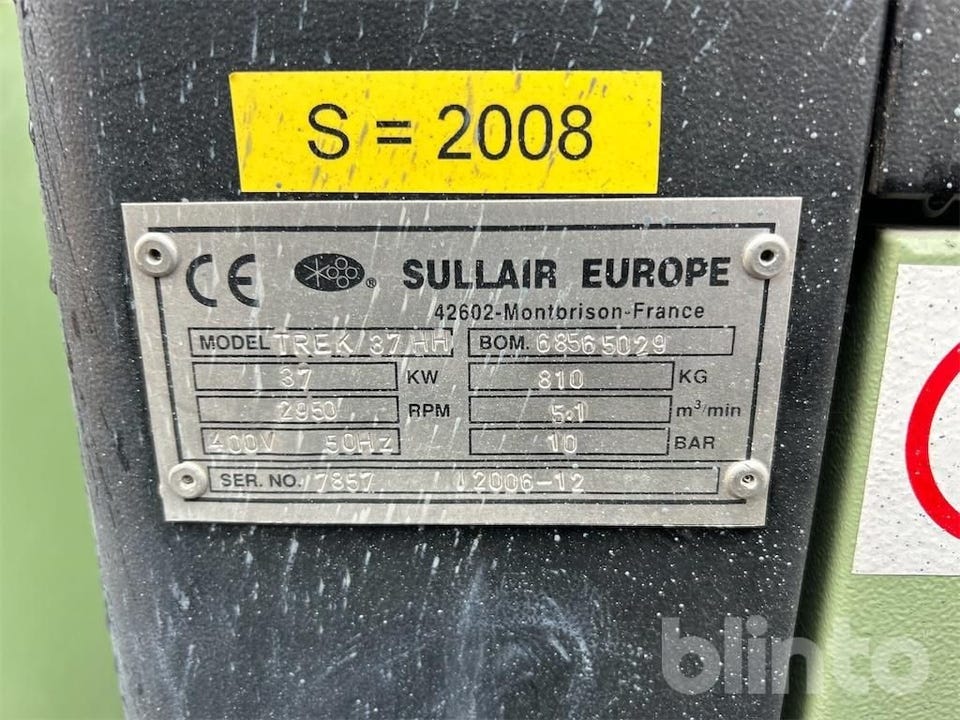 S = 2008
CE ® SULLAIR EUROPE
42602-Montbrison-France
MODEL TREK 37 HH BOM. 68565029
37 KW 810 KG
2950 RPM 5.1 m³/min
400V 50Hz 10 BAR
SER. NO. 7857 2006-12
blinto